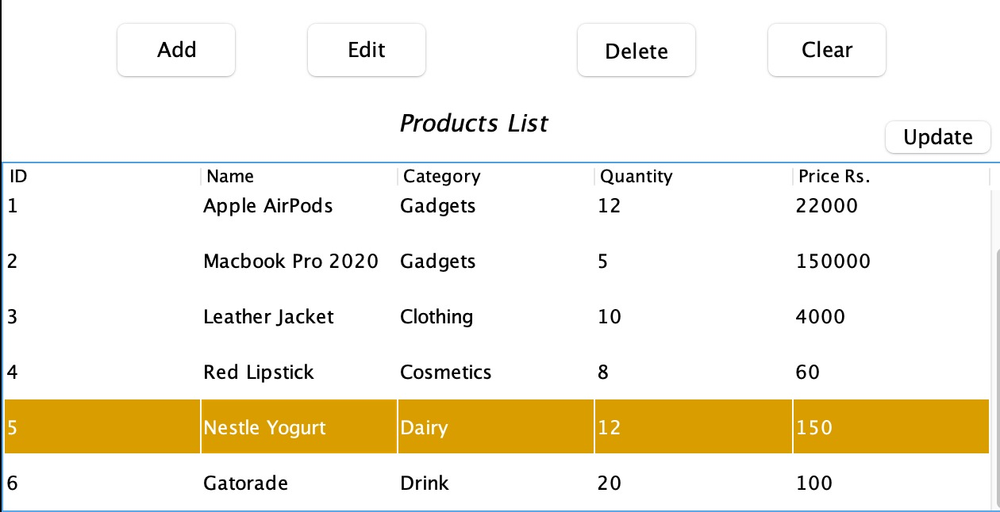 Add Edit Delete Clear
Products List
Update
ID Name Category Quantity Price Rs.
1 Apple AirPods Gadgets 12 22000
2 Macbook Pro 2020 Gadgets 5 150000
3 Leather Jacket Clothing 10 4000
4 Red Lipstick Cosmetics 8 60
5 Nestle Yogurt Dairy 12 150
6 Gatorade Drink 20 100